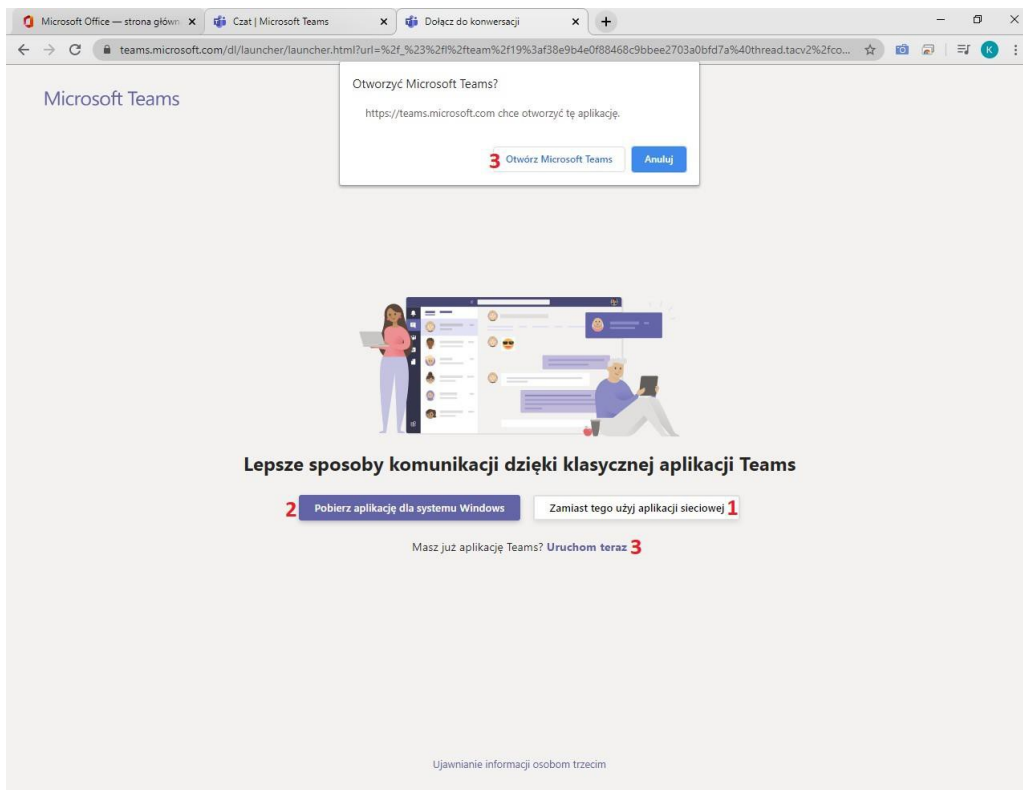 Microsoft Office — strona główn
Czat | Microsoft Teams
Dołącz do konwersacji
teams.microsoft.com/dl/launcher/launcher.html?url=%2f_%23%2fl%2fteam%2f19%3af38e9b4e0f88468c9bbee2703a0bfd7a%40thread.tacv2%2fco...
K
Microsoft Teams
Otworzyć Microsoft Teams?
https://teams.microsoft.com chce otworzyć tę aplikację.
3 Otwórz Microsoft Teams Anuluj
Lepsze sposoby komunikacji dzięki klasycznej aplikacji Teams
2 Pobierz aplikację dla systemu Windows Zamiast tego użyj aplikacji sieciowej 1
Masz już aplikację Teams? Uruchom teraz 3
Ujawnianie informacji osobom trzecim